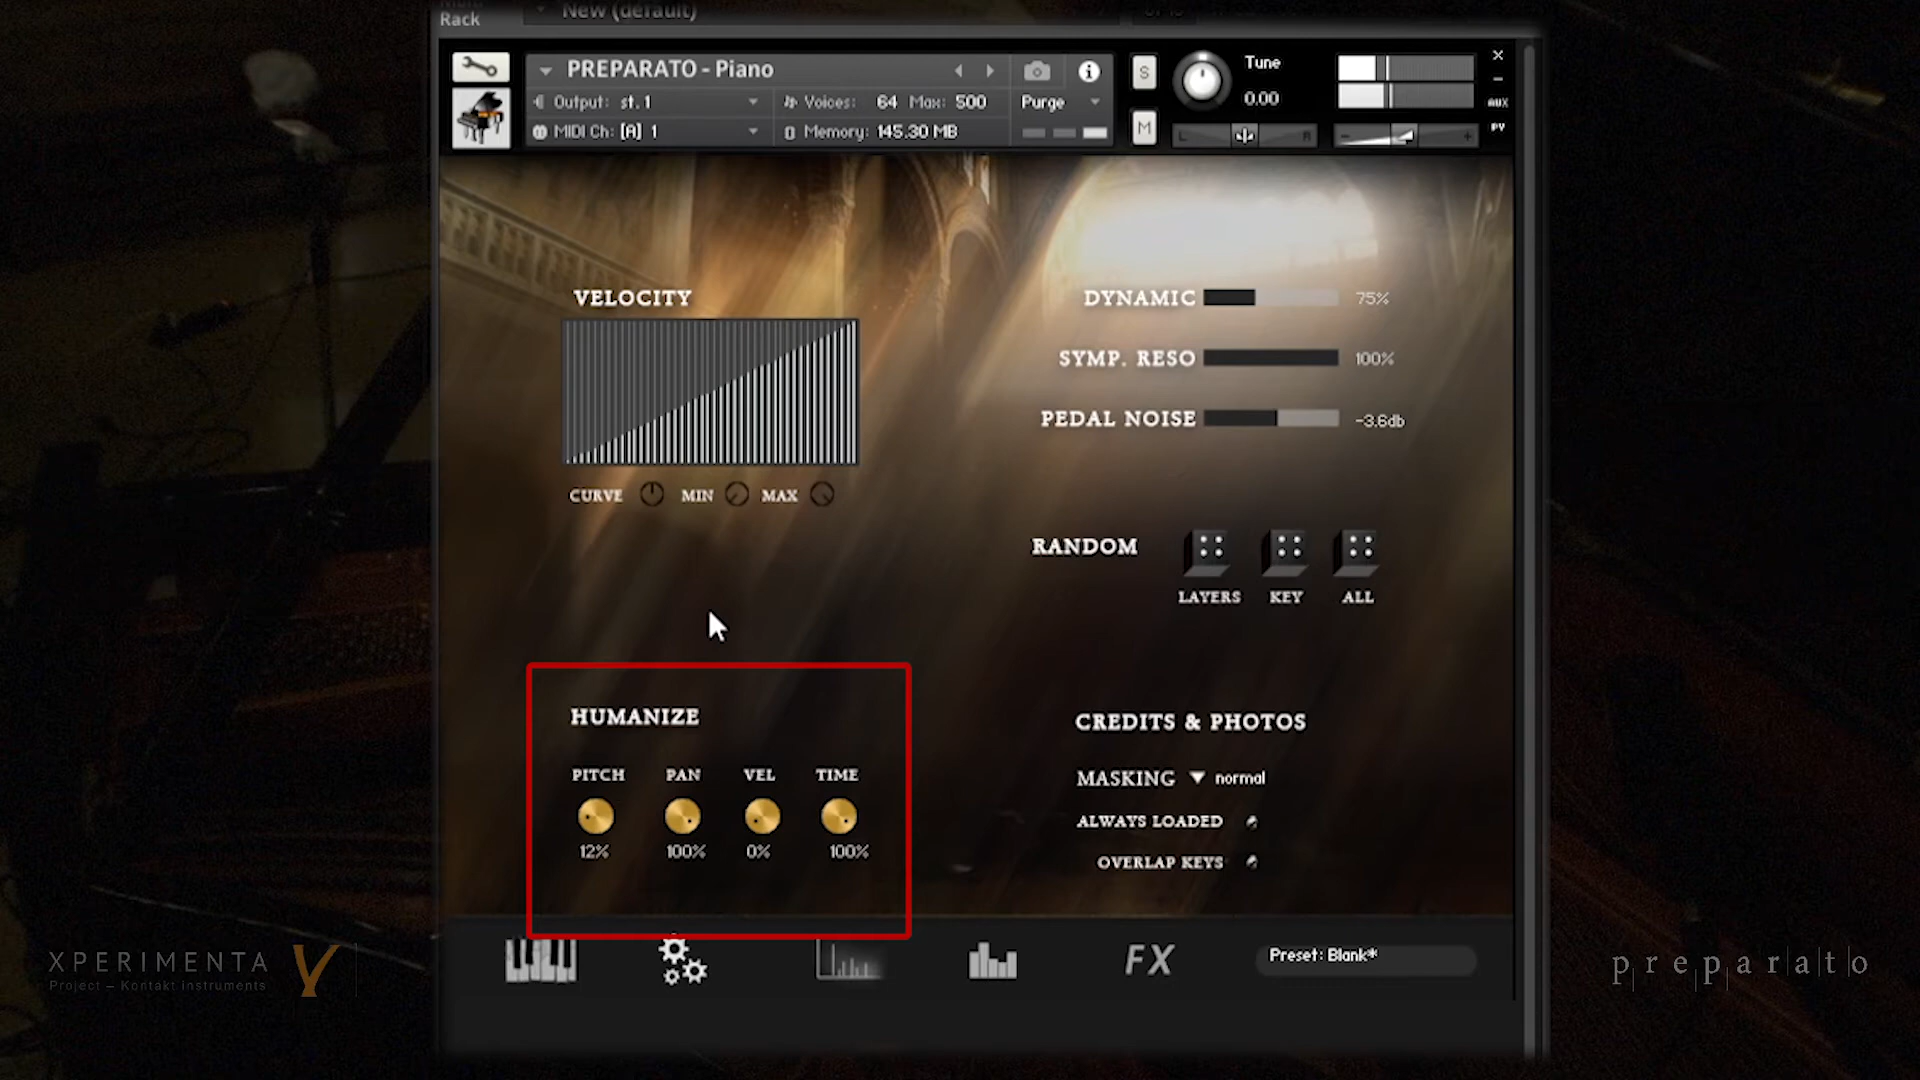 Rack
New (default)
PREPARATO - Piano
Output: st. 1
Voices: 64 Max: 500
Purge
MIDI Ch: [A] 1
Memory: 145.30 MB
S
M
Tune
0.00
L
R
x
-
AUX
PV
- +
VELOCITY
CURVE MIN MAX
DYNAMIC 75%
SYMP. RESO 100%
PEDAL NOISE -3.6db
RANDOM
LAYERS KEY ALL
HUMANIZE
PITCH PAN VEL TIME
12% 100% 0% 100%
CREDITS & PHOTOS
MASKING normal
ALWAYS LOADED
OVERLAP KEYS
FX
Preset: Blank*
XPERIMENTA
Project – Kontakt Instruments
preparato